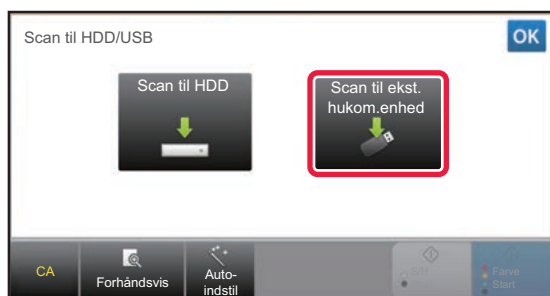 Scan til HDD/USB
OK
Scan til HDD
Scan til ekst.
hukom.enhed
CA
Forhåndsvis
Auto-
indstil
S/H
Start
Farve
Start